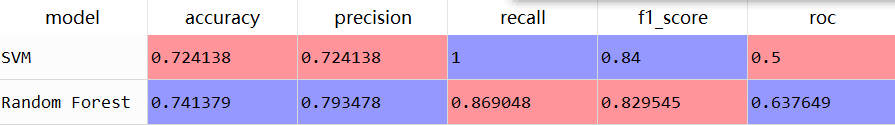 model accuracy precision recall f1_score roc
SVM 0.724138 0.724138 1 0.84 0.5
Random Forest 0.741379 0.793478 0.869048 0.829545 0.637649